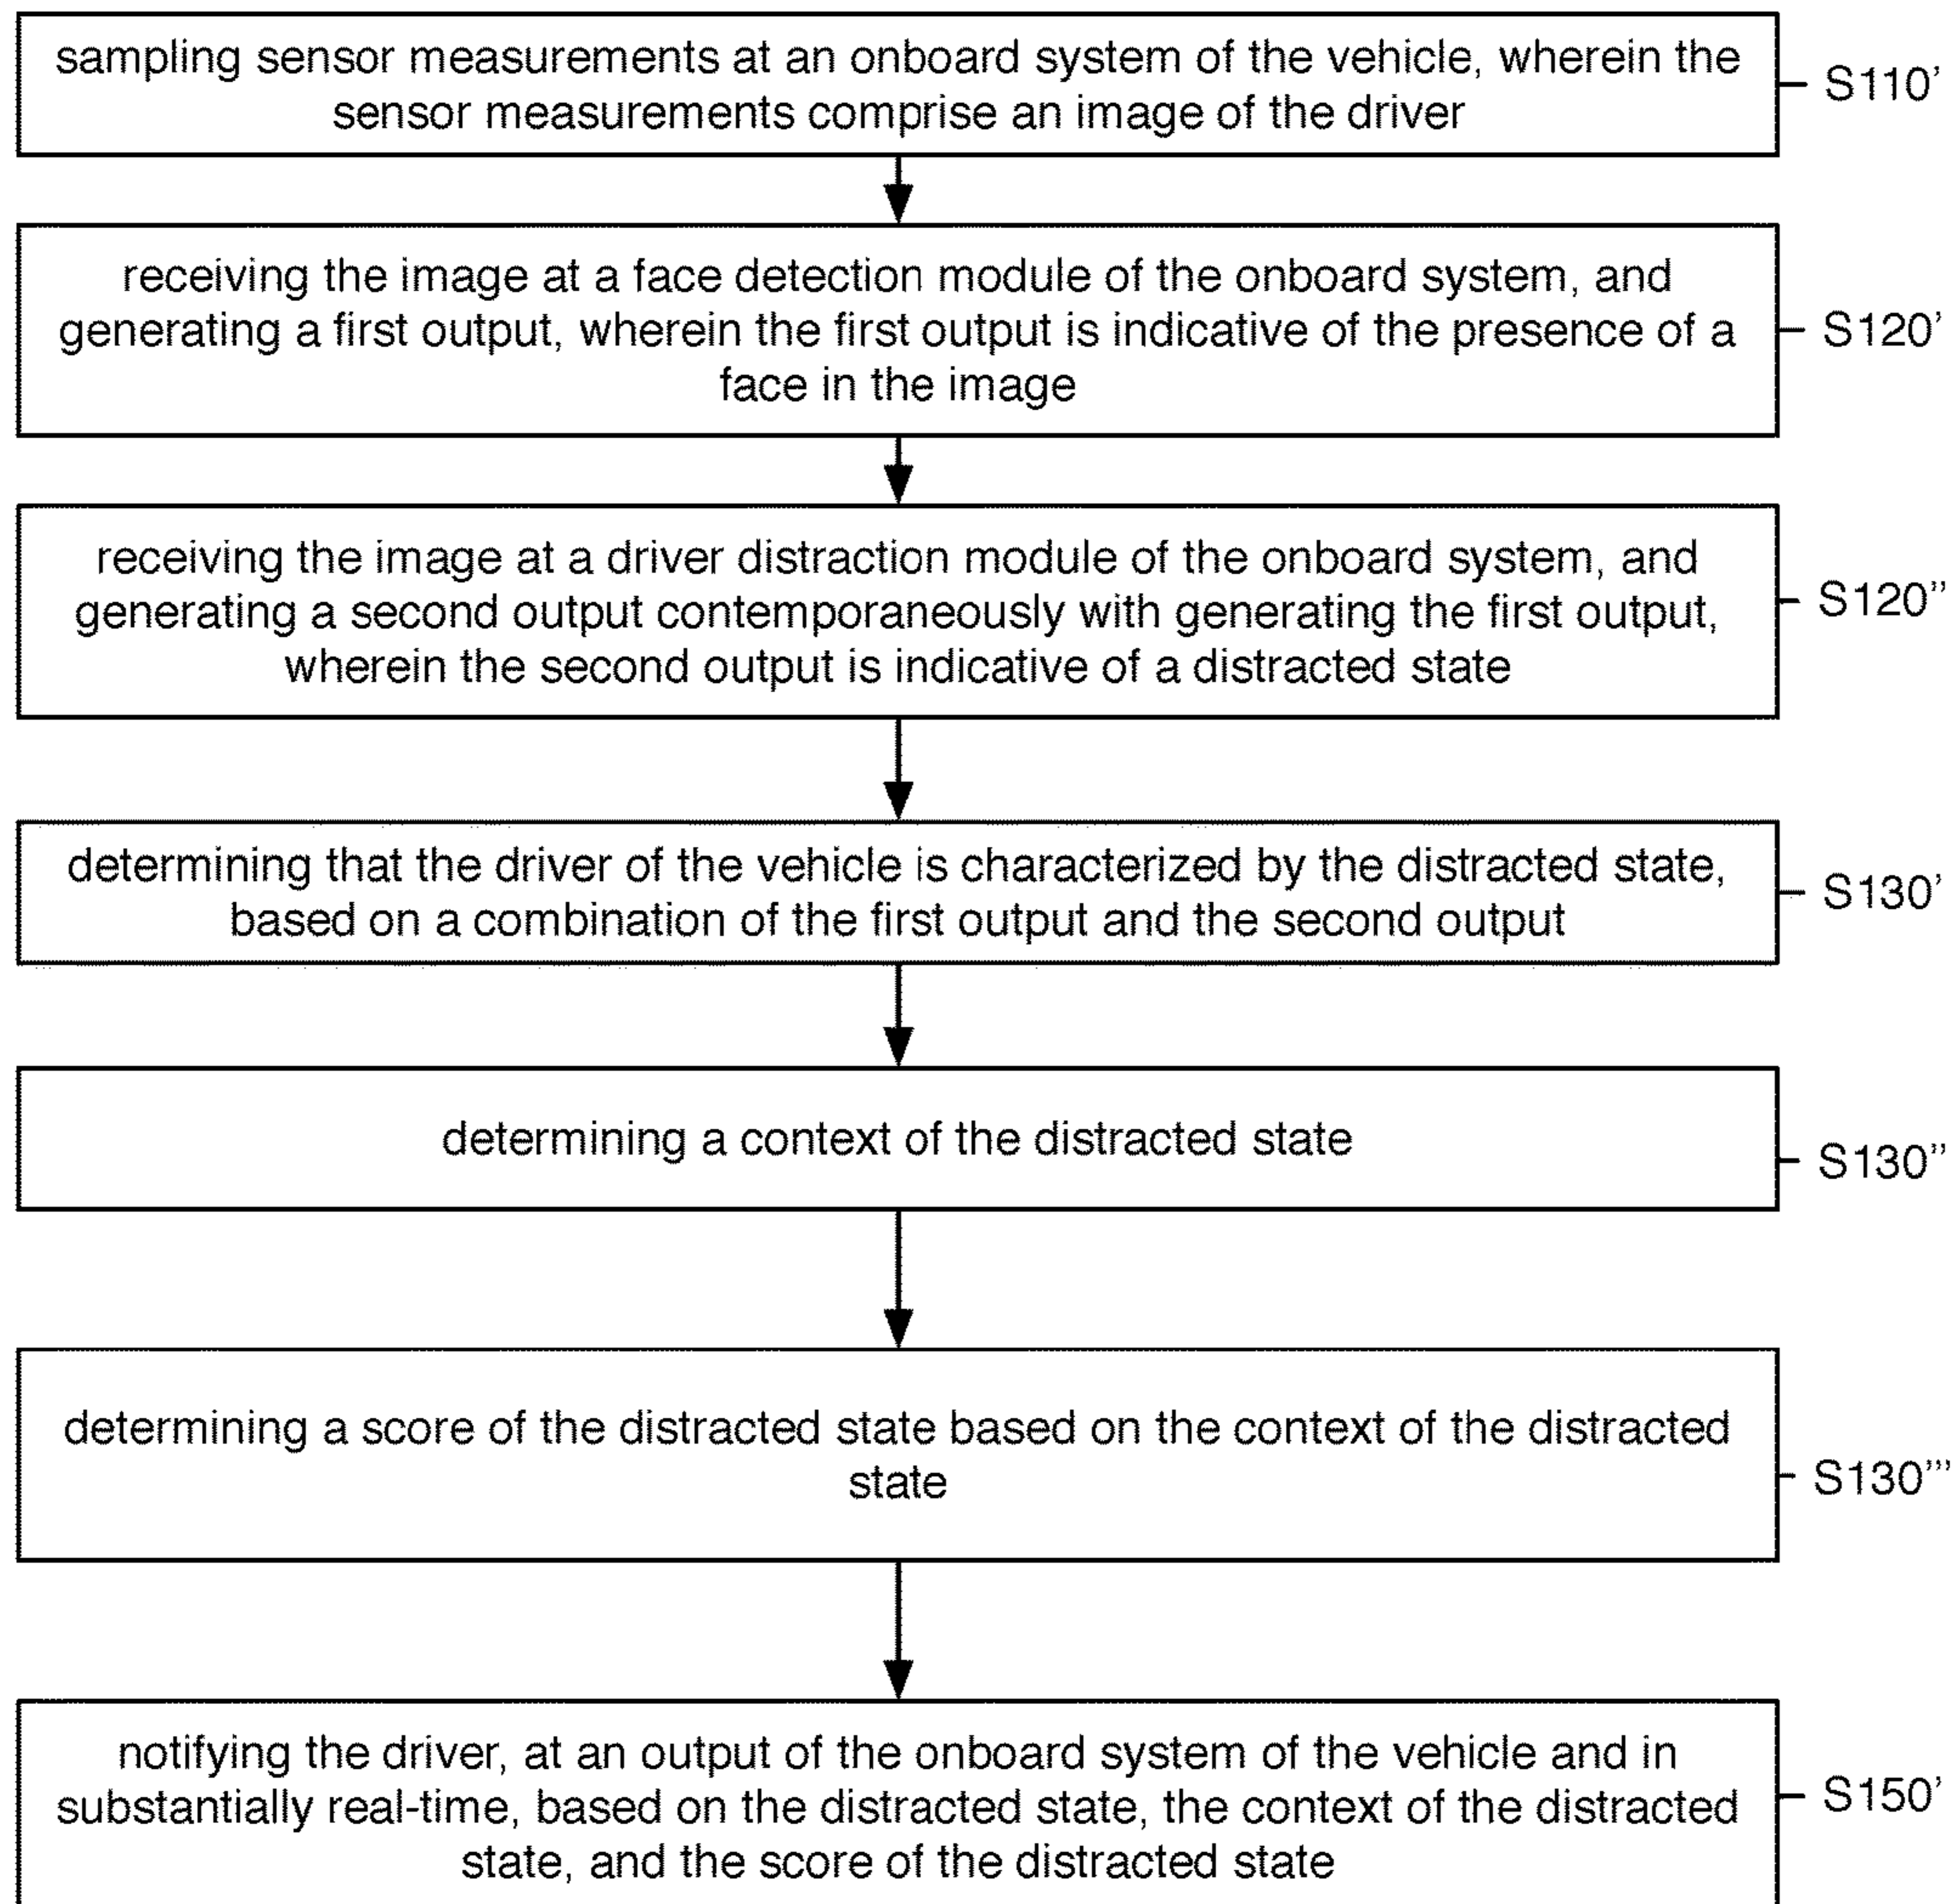 sampling sensor measurements at an onboard system of the vehicle, wherein the
sensor measurements comprise an image of the driver
S110'
receiving the image at a face detection module of the onboard system, and
generating a first output, wherein the first output is indicative of the presence of a
face in the image
S120'
receiving the image at a driver distraction module of the onboard system, and
generating a second output contemporaneously with generating the first output,
wherein the second output is indicative of a distracted state
S120''
determining that the driver of the vehicle is characterized by the distracted state,
based on a combination of the first output and the second output
S130'
determining a context of the distracted state
S130''
determining a score of the distracted state based on the context of the distracted
state
S130'''
notifying the driver, at an output of the onboard system of the vehicle and in
substantially real-time, based on the distracted state, the context of the distracted
state, and the score of the distracted state
S150'